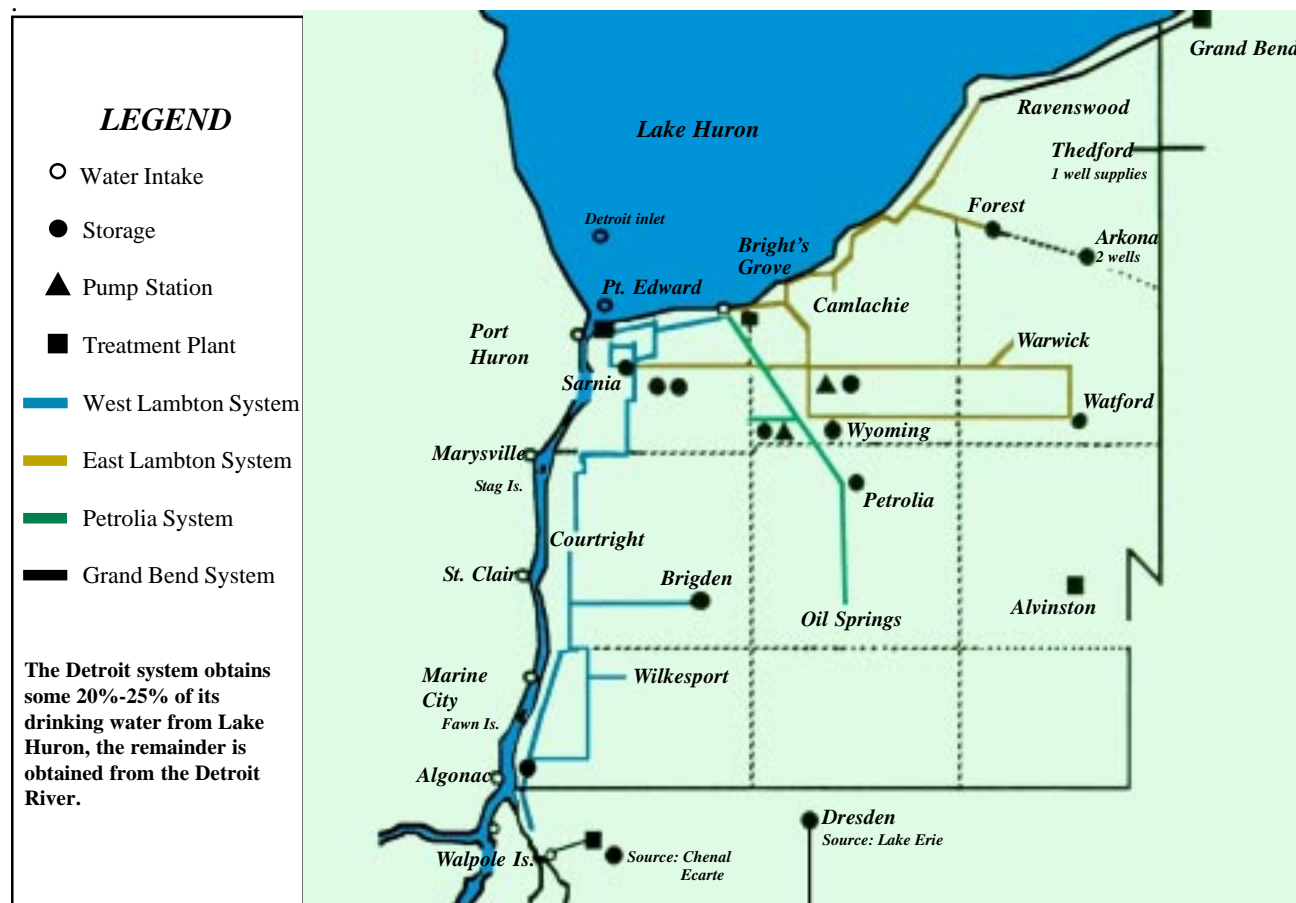 LEGEND
Water Intake
Storage
Pump Station
Treatment Plant
West Lambton System
East Lambton System
Petrolia System
Grand Bend System
The Detroit system obtains
some 20%-25% of its
drinking water from Lake
Huron, the remainder is
obtained from the Detroit
River.
Grand Bend
Ravenswood
Lake Huron
Thedford
1 well supplies
Forest
Detroit inlet
Arkona
2 wells
Bright's
Grove
Pt. Edward
Camlachie
Port
Huron
Warwick
Sarnia
Watford
Wyoming
Marysville
Stag Is.
Petrolia
Courtright
St. Clair
Brigden
Oil Springs
Alvinston
Marine
City
Wilkesport
Fawn Is.
Algonac
Dresden
Source: Lake Erie
Walpole Is.
Source: Chenal
Ecarte